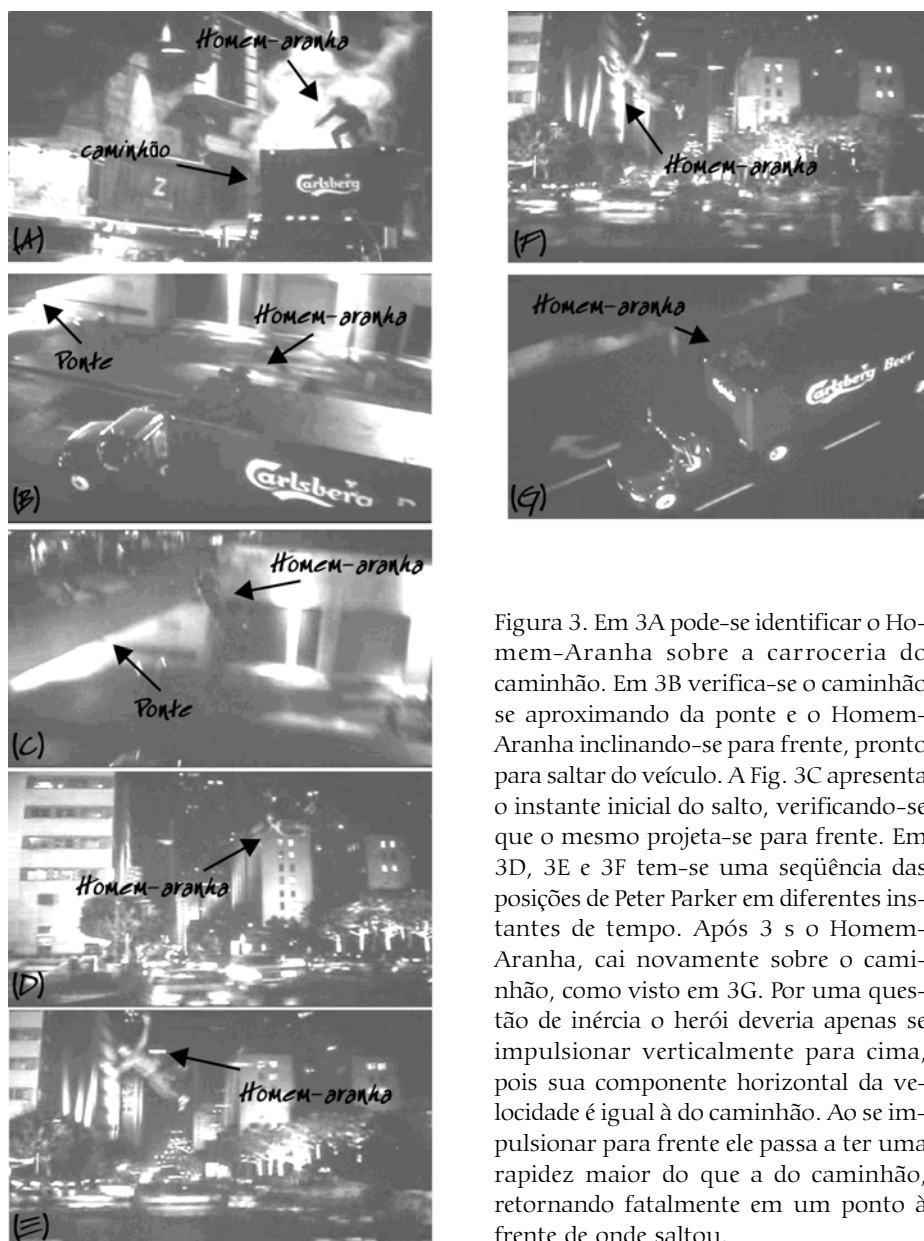 Homem-aranha
caminhão
Z
Carlsberg
(A)
Ponte
Homem-aranha
Carlsberg
(B)
Homem-aranha
Ponte
(C)
Homem-aranha
(D)
Homem-aranha
(E)
Homem-aranha
(F)
Homem-aranha
Carlsberg Beer
(G)
Figura 3. Em 3A pode-se identificar o Ho-
mem-Aranha sobre a carroceria do
caminhão. Em 3B verifica-se o caminhão
se aproximando da ponte e o Homem-
Aranha inclinando-se para frente, pronto
para saltar do veículo. A Fig. 3C apresenta
o instante inicial do salto, verificando-se
que o mesmo projeta-se para frente. Em
3D, 3E e 3F tem-se uma seqüência das
posições de Peter Parker em diferentes ins-
tantes de tempo. Após 3 s o Homem-
Aranha, cai novamente sobre o cami-
nhão, como visto em 3G. Por uma ques-
tão de inércia o herói deveria apenas se
impulsionar verticalmente para cima,
pois sua componente horizontal da ve-
locidade é igual à do caminhão. Ao se im-
pulsionar para frente ele passa a ter uma
rapidez maior do que a do caminhão,
retornando fatalmente em um ponto à
frente de onde saltou.